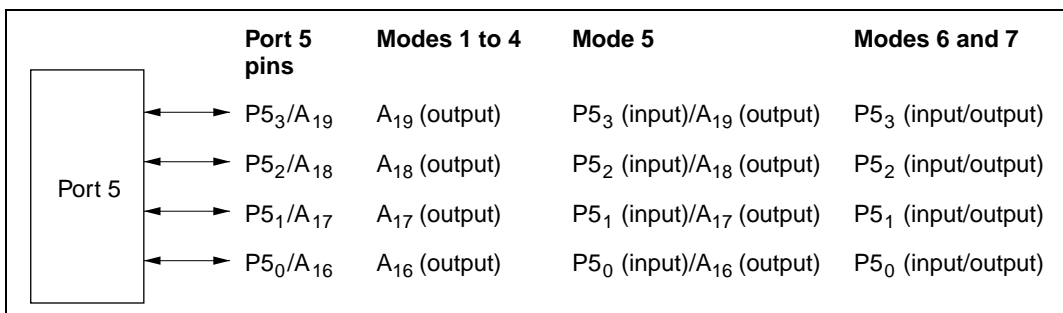 Port 5 pins Modes 1 to 4 Mode 5 Modes 6 and 7
P5₃/A₁₉ A₁₉ (output) P5₃ (input)/A₁₉ (output) P5₃ (input/output)
P5₂/A₁₈ A₁₈ (output) P5₂ (input)/A₁₈ (output) P5₂ (input/output)
Port 5
P5₁/A₁₇ A₁₇ (output) P5₁ (input)/A₁₇ (output) P5₁ (input/output)
P5₀/A₁₆ A₁₆ (output) P5₀ (input)/A₁₆ (output) P5₀ (input/output)